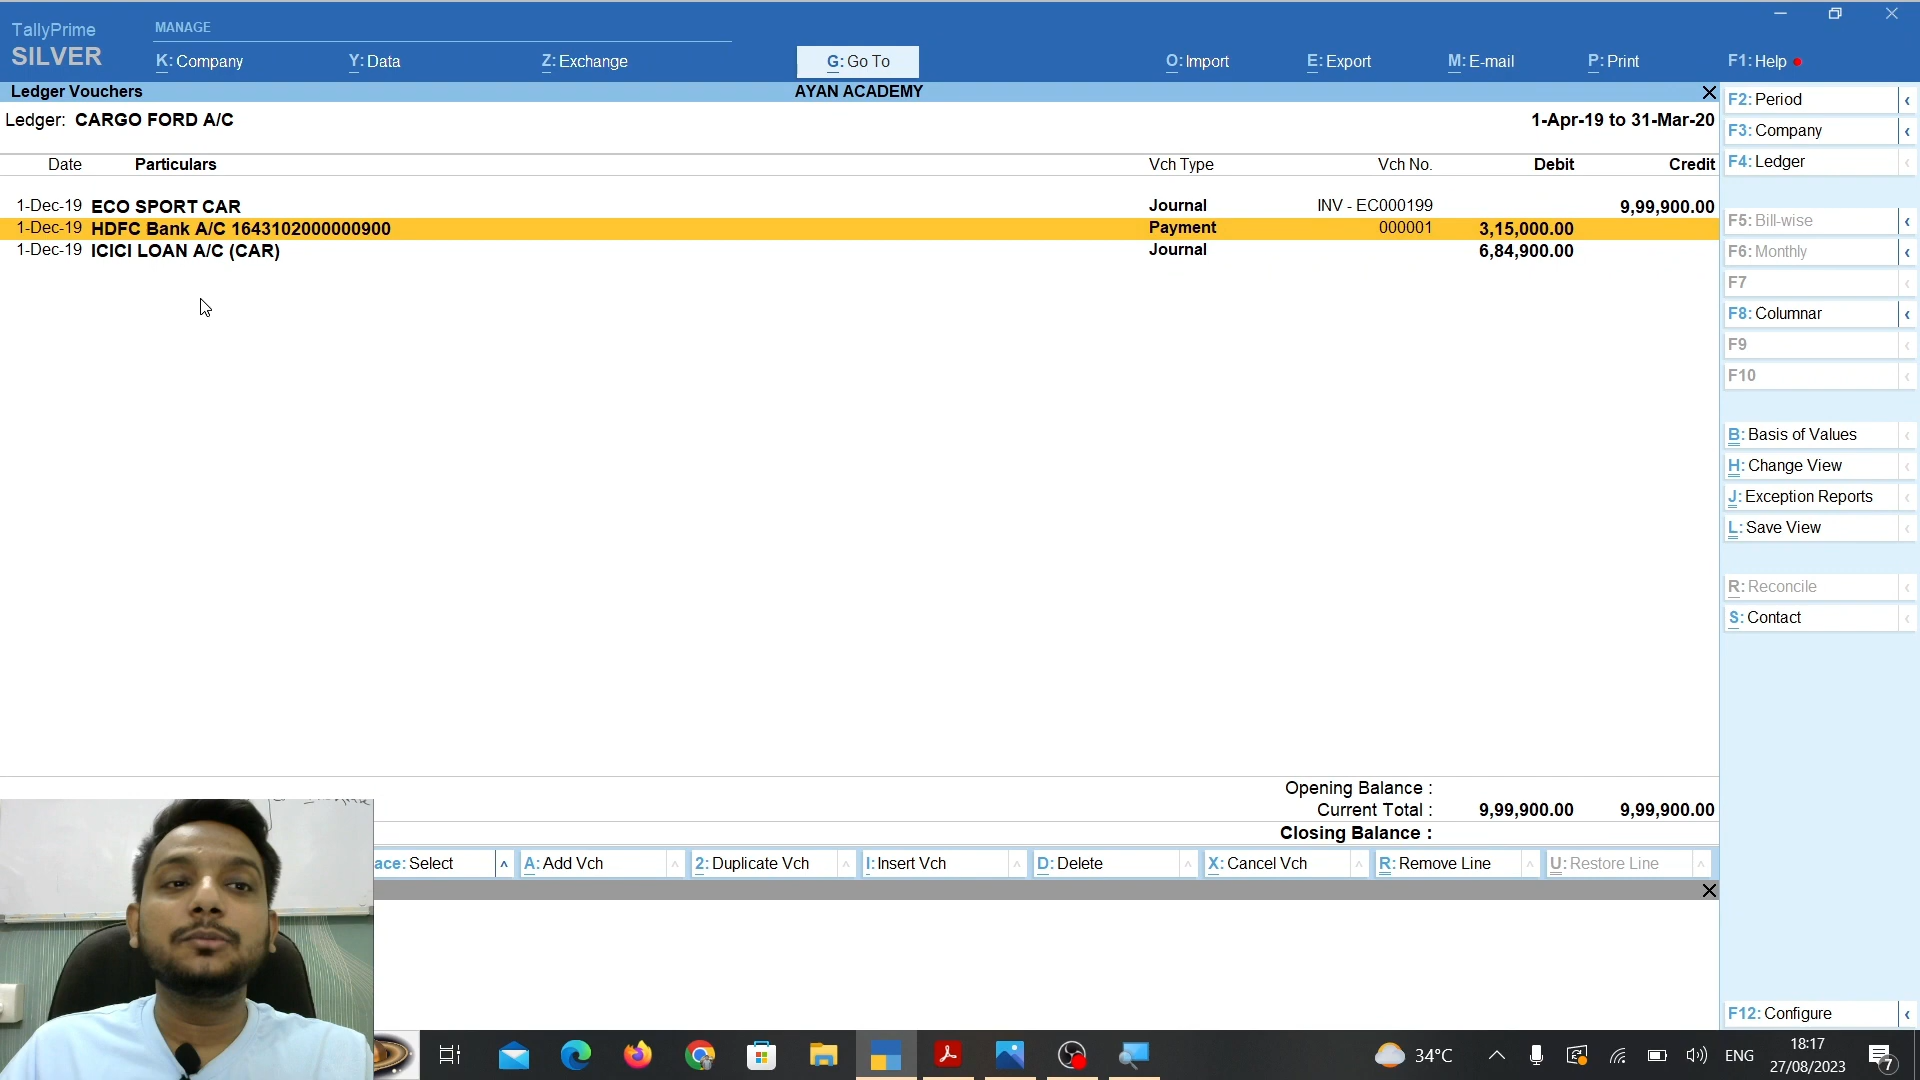 TallyPrime
SILVER
MANAGE
K: Company
Y: Data
Z: Exchange
G: Go To
O: Import
E: Export
M: E-mail
P: Print
F1: Help
Ledger Vouchers
AYAN ACADEMY
Ledger: CARGO FORD A/C
1-Apr-19 to 31-Mar-20
Date Particulars Vch Type Vch No. Debit Credit
1-Dec-19 ECO SPORT CAR Journal INV - EC000199 9,99,900.00
1-Dec-19 HDFC Bank A/C 1643102000000900 Payment 000001 3,15,000.00
1-Dec-19 ICICI LOAN A/C (CAR) Journal 6,84,900.00
Opening Balance :
Current Total : 9,99,900.00 9,99,900.00
Closing Balance :
ace: Select
A: Add Vch
2: Duplicate Vch
I: Insert Vch
D: Delete
X: Cancel Vch
R: Remove Line
U: Restore Line
F2: Period
F3: Company
F4: Ledger
F5: Bill-wise
F6: Monthly
F7
F8: Columnar
F9
F10
B: Basis of Values
H: Change View
J: Exception Reports
L: Save View
R: Reconcile
S: Contact
F12: Configure
34°C
ENG
18:17
27/08/2023
7